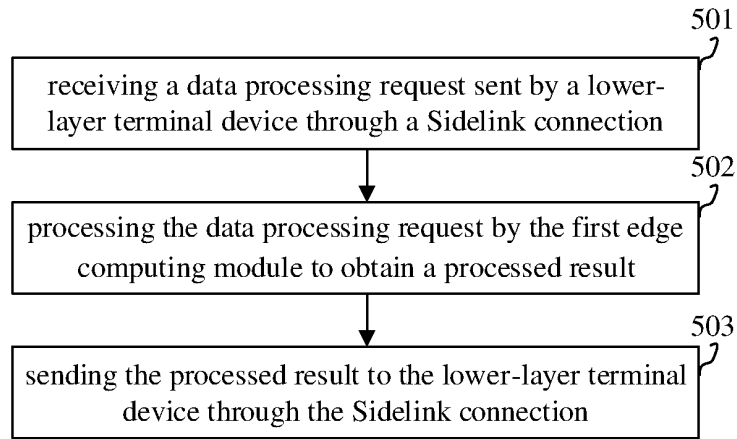 501
receiving a data processing request sent by a lower-
layer terminal device through a Sidelink connection
502
processing the data processing request by the first edge
computing module to obtain a processed result
503
sending the processed result to the lower-layer terminal
device through the Sidelink connection